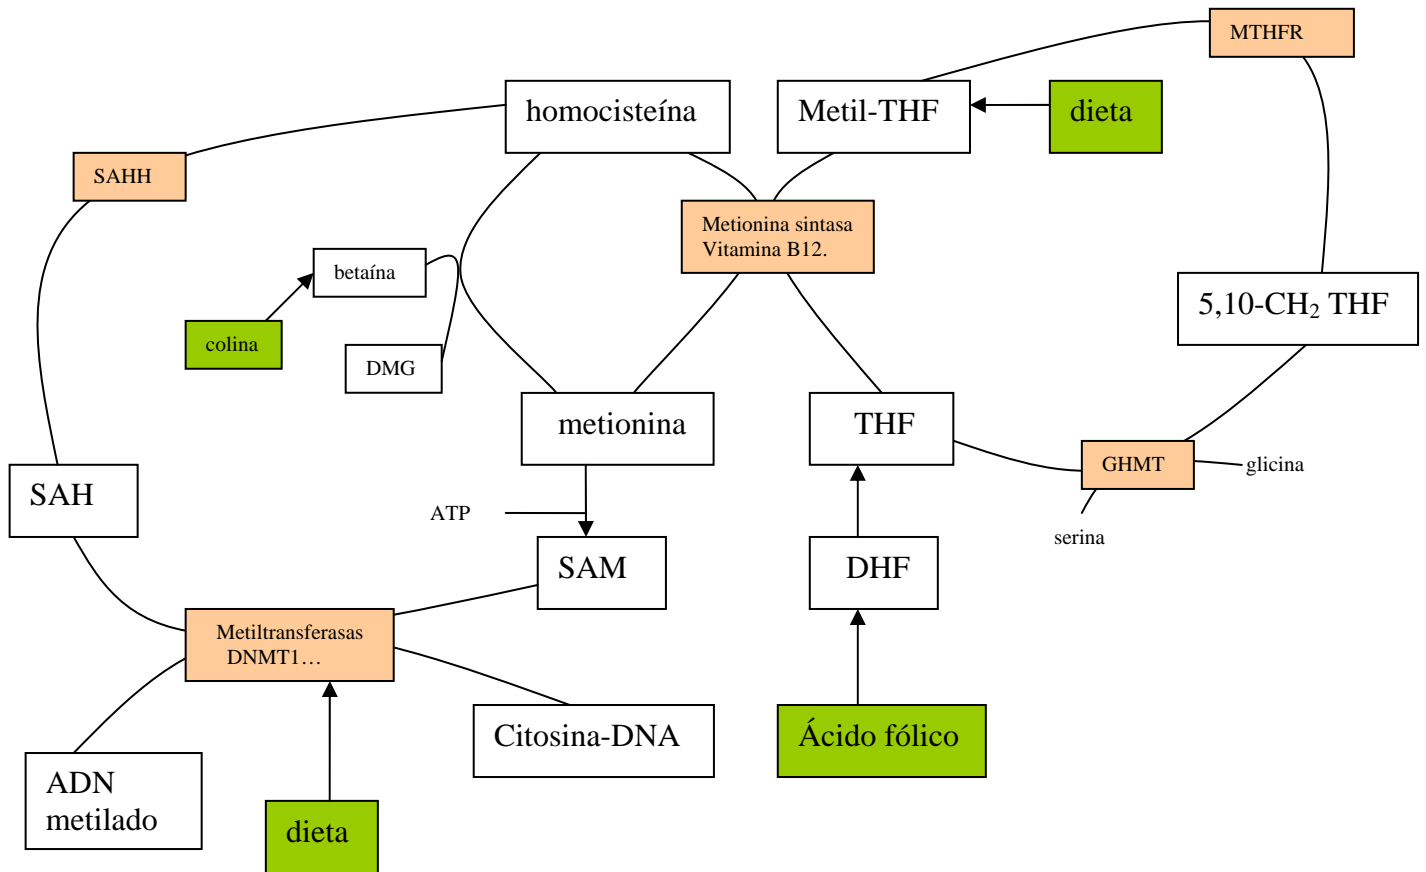 MTHFR
homocisteína
Metil-THF
dieta
SAHH
Metionina sintasa
Vitamina B12.
betaína
5,10-CH₂ THF
colina
DMG
metionina
THF
GHMT
glicina
SAH
ATP
serina
SAM
DHF
Metiltransferasas
DNMT1…
Citosina-DNA
Ácido fólico
ADN
metilado
dieta